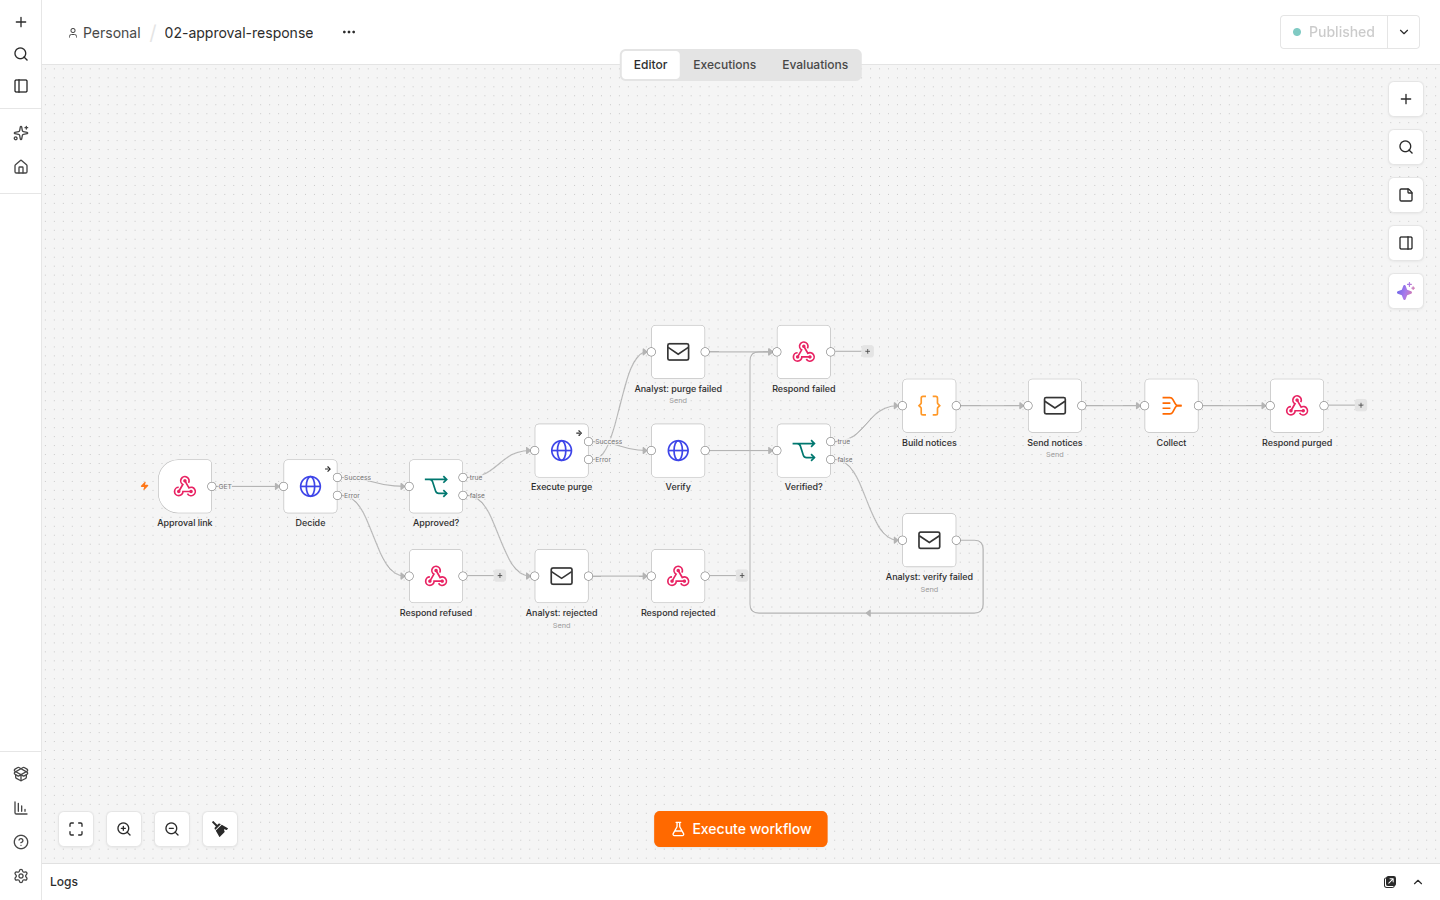 Personal / 02-approval-response
Published
Editor
Executions
Evaluations
Analyst: purge failed
Send
Respond failed
Success
Error
Execute purge
Verify
true
false
Verified?
Build notices
Send notices
Send
Collect
Respond purged
GET
Approval link
Success
Error
Decide
true
false
Approved?
Analyst: verify failed
Send
Respond refused
Analyst: rejected
Send
Respond rejected
Execute workflow
Logs